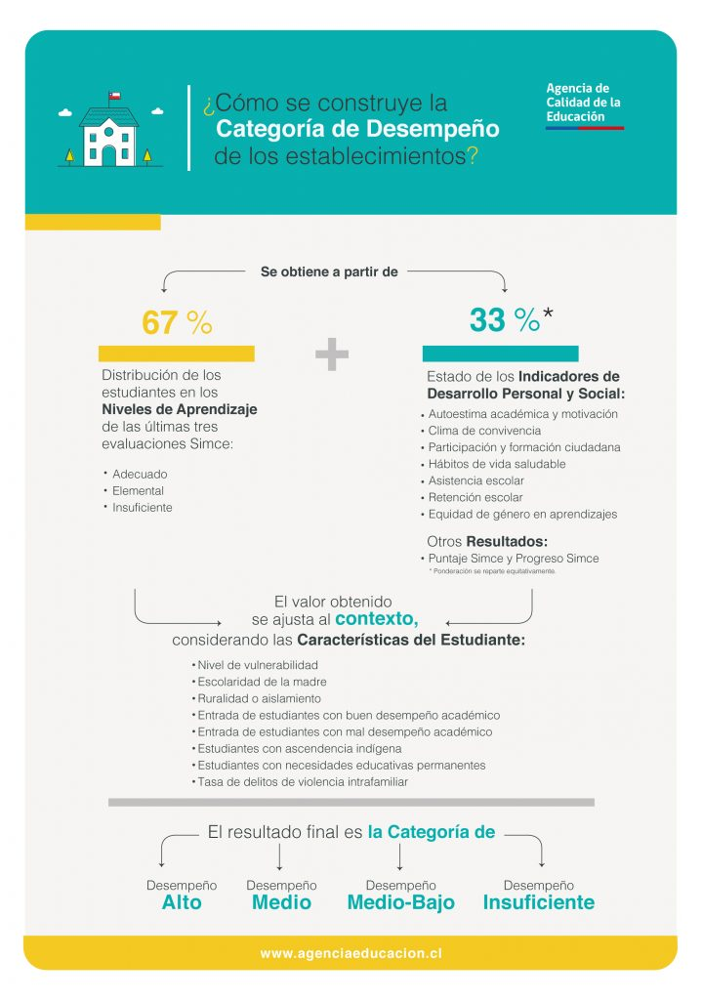 ¿Cómo se construye la
Categoría de Desempeño
de los establecimientos?
Agencia de
Calidad de la
Educación
Se obtiene a partir de
67 %
Distribución de los
estudiantes en los
Niveles de Aprendizaje
de las últimas tres
evaluaciones Simce:
• Adecuado
• Elemental
• Insuficiente
+
33 %*
Estado de los Indicadores de
Desarrollo Personal y Social:
• Autoestima académica y motivación
• Clima de convivencia
• Participación y formación ciudadana
• Hábitos de vida saludable
• Asistencia escolar
• Retención escolar
• Equidad de género en aprendizajes
Otros Resultados:
• Puntaje Simce y Progreso Simce
* Ponderación se reparte equitativamente.
El valor obtenido
se ajusta al contexto,
considerando las Características del Estudiante:
• Nivel de vulnerabilidad
• Escolaridad de la madre
• Ruralidad o aislamiento
• Entrada de estudiantes con buen desempeño académico
• Entrada de estudiantes con mal desempeño académico
• Estudiantes con ascendencia indígena
• Estudiantes con necesidades educativas permanentes
• Tasa de delitos de violencia intrafamiliar
El resultado final es la Categoría de
Desempeño
Alto
Desempeño
Medio
Desempeño
Medio-Bajo
Desempeño
Insuficiente
www.agenciaeducacion.cl